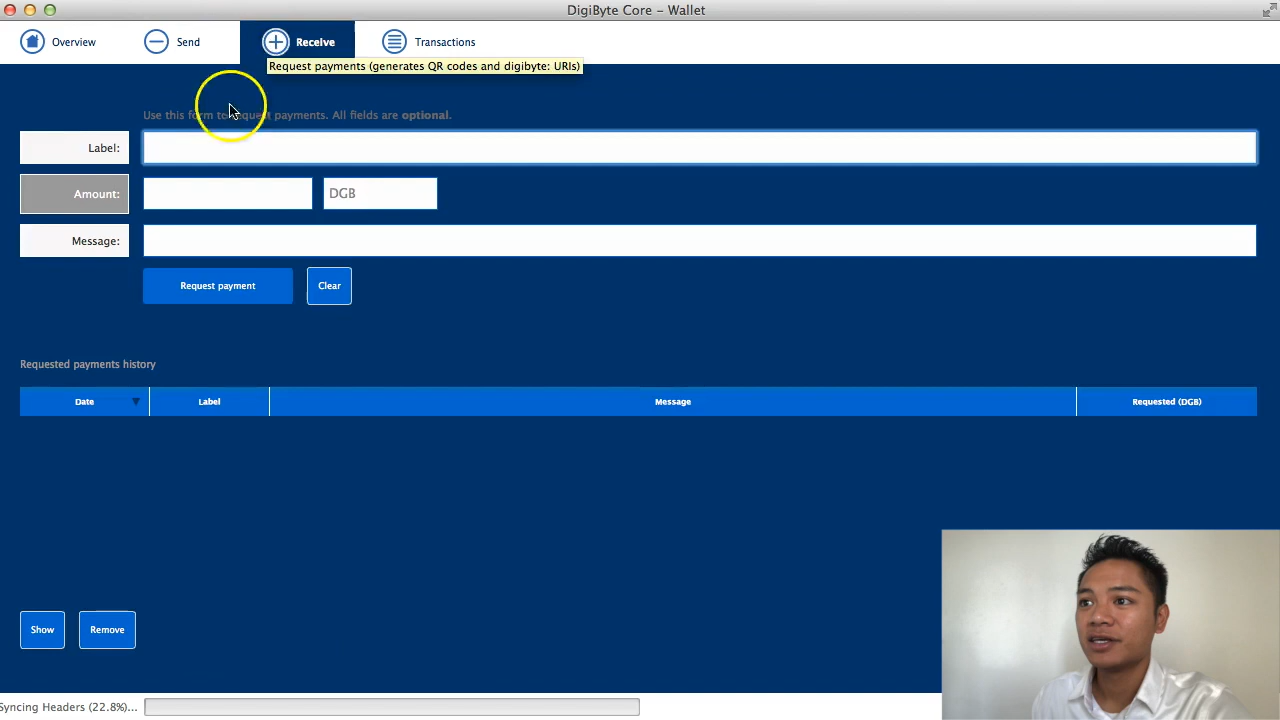 DigiByte Core - Wallet
Overview
Send
Receive
Transactions
Request payments (generates QR codes and digibyte: URIs)
Use this form to request payments. All fields are optional.
Label:
Amount:
DGB
Message:
Request payment
Clear
Requested payments history
Date
Label
Message
Requested (DGB)
Show
Remove
Syncing Headers (22.8%)...